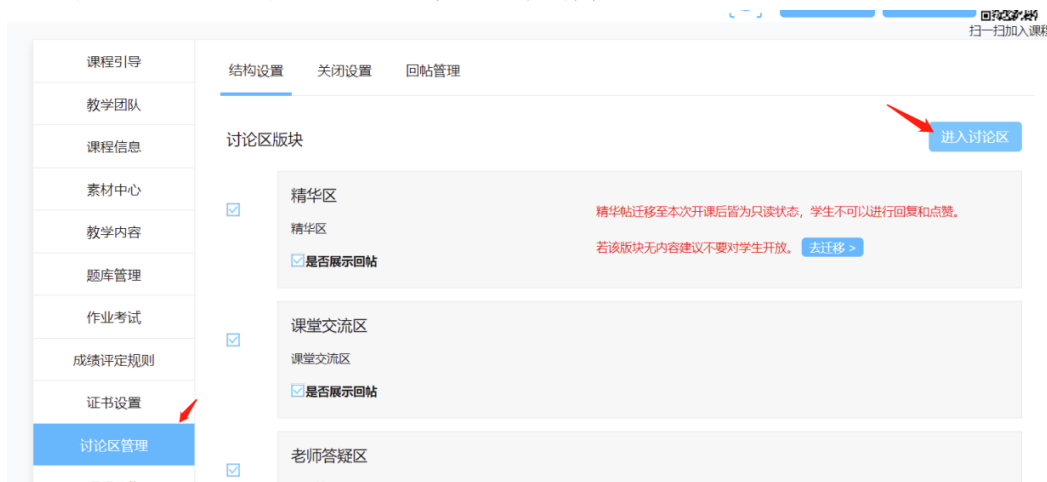 扫一扫加入课程
课程引导
教学团队
课程信息
素材中心
教学内容
题库管理
作业考试
成绩评定规则
证书设置
讨论区管理
结构设置 关闭设置 回帖管理
讨论区版块
进入讨论区
精华区
精华区
是否展示回帖
精华帖迁移至本次开课后皆为只读状态，学生不可以进行回复和点赞。
若该版块无内容建议不要对学生开放。 去迁移 >
课堂交流区
课堂交流区
是否展示回帖
老师答疑区